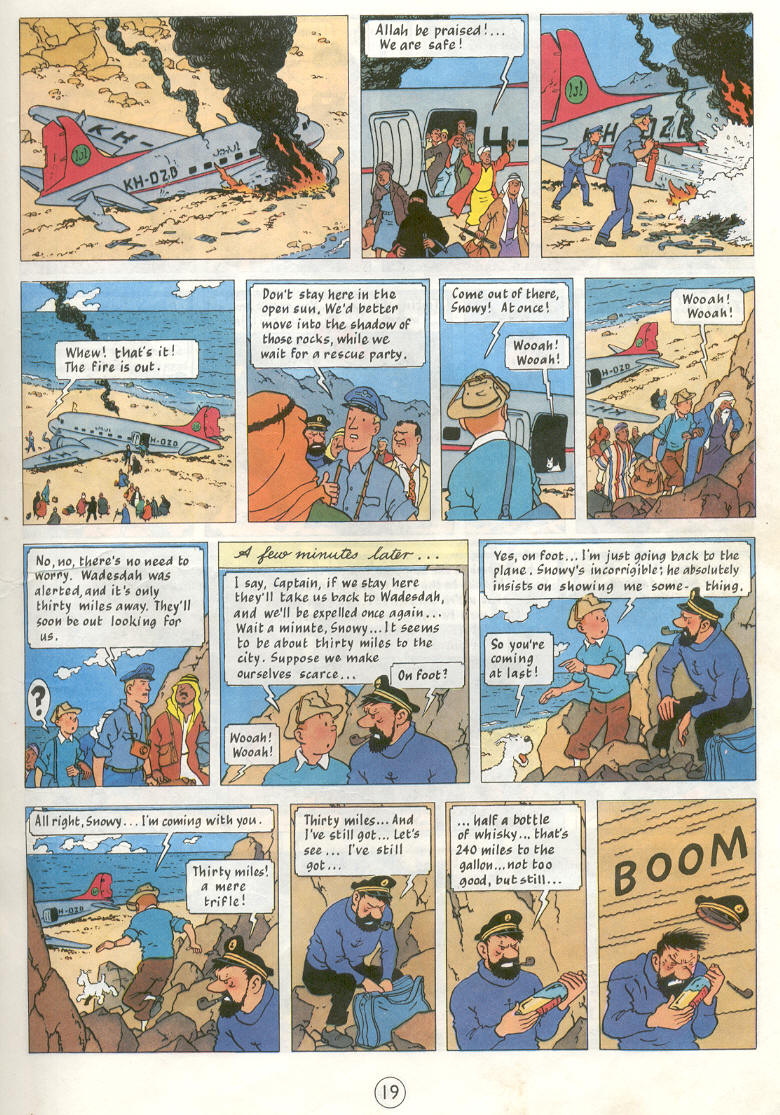 KH-
KH-DZD
Allah be praised!...
We are safe!
H-
KH-DZD
Whew! that's it!
The fire is out.
H-DZD
Don't stay here in the
open sun. We'd better
move into the shadow of
those rocks, while we
wait for a rescue party.
Come out of there,
Snowy! At once!
Wooah!
Wooah!
Wooah!
Wooah!
H-DZD
No, no, there's no need to
worry. Wadesdah was
alerted, and it's only
thirty miles away. They'll
soon be out looking for
us.
?
A few minutes later...
I say, Captain, if we stay here
they'll take us back to Wadesdah,
and we'll be expelled once again...
Wait a minute, Snowy... It seems
to be about thirty miles to the
city. Suppose we make
ourselves scarce...
On foot?
Wooah!
Wooah!
Yes, on foot... I'm just going back to the
plane. Snowy's incorrigible; he absolutely
insists on showing me some- thing.
So you're
coming
at last!
All right, Snowy... I'm coming with you.
H-DZD
Thirty miles!
a mere
trifle!
Thirty miles... And
I've still got... Let's
see... I've still
got...
... half a bottle
of whisky... that's
240 miles to the
gallon... not too
good, but still...
BOOM
19